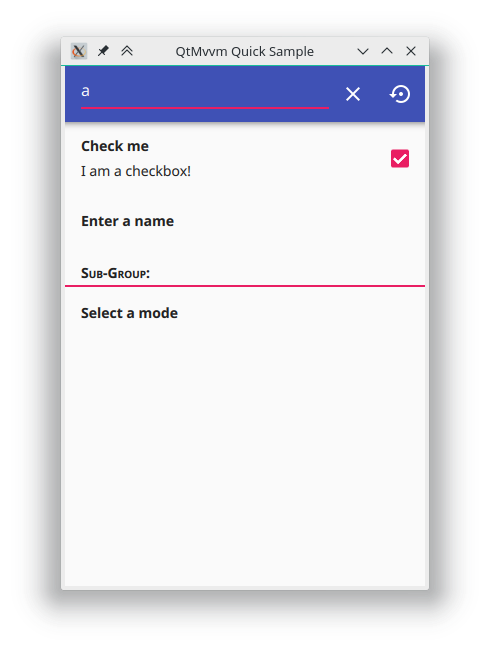 QtMvvm Quick Sample
a
Check me
I am a checkbox!
Enter a name
Sub-Group:
Select a mode